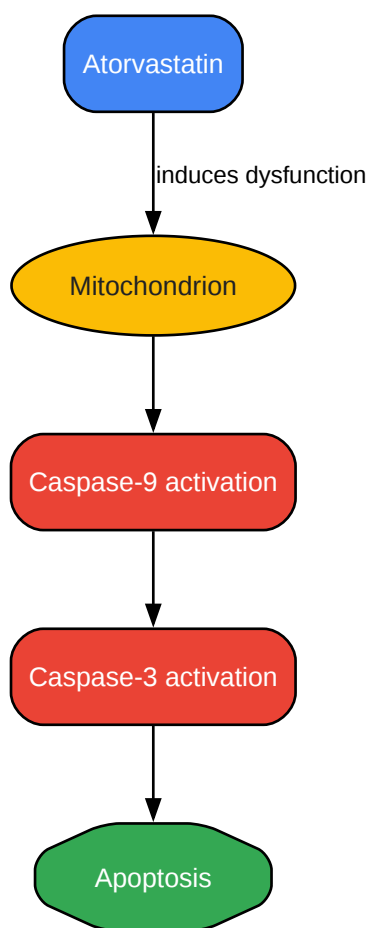 Atorvastatin
induces dysfunction
Mitochondrion
Caspase-9 activation
Caspase-3 activation
Apoptosis